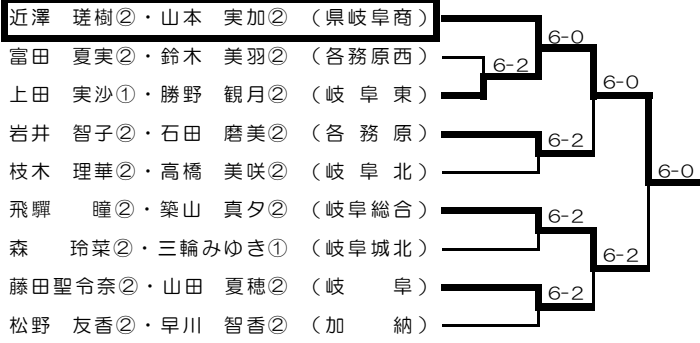 近澤 瑳樹②・山本 実加② （県岐阜商） 6-0
富田 夏実②・鈴木 美羽② （各務原西） 6-2
上田 実沙①・勝野 観月② （岐阜東） 6-0
岩井 智子②・石田 磨美② （各務原） 6-2
枝木 理華②・高橋 美咲② （岐阜北） 6-0
飛驒 瞳②・築山 真夕② （岐阜総合） 6-2
森 玲菜②・三輪みゆき① （岐阜城北） 6-2
藤田聖令奈②・山田 夏穂② （岐阜） 6-2
松野 友香②・早川 智香② （加納）